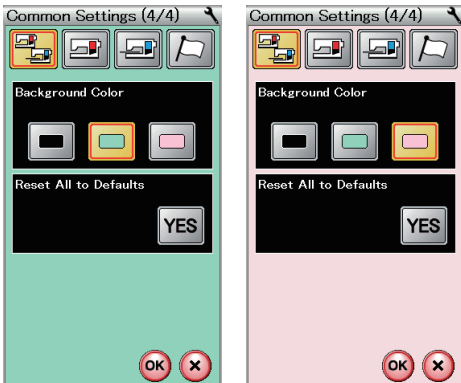 Common Settings (4/4)
Background Color
Reset All to Defaults
YES
OK ×
Common Settings (4/4)
Background Color
Reset All to Defaults
YES
OK ×